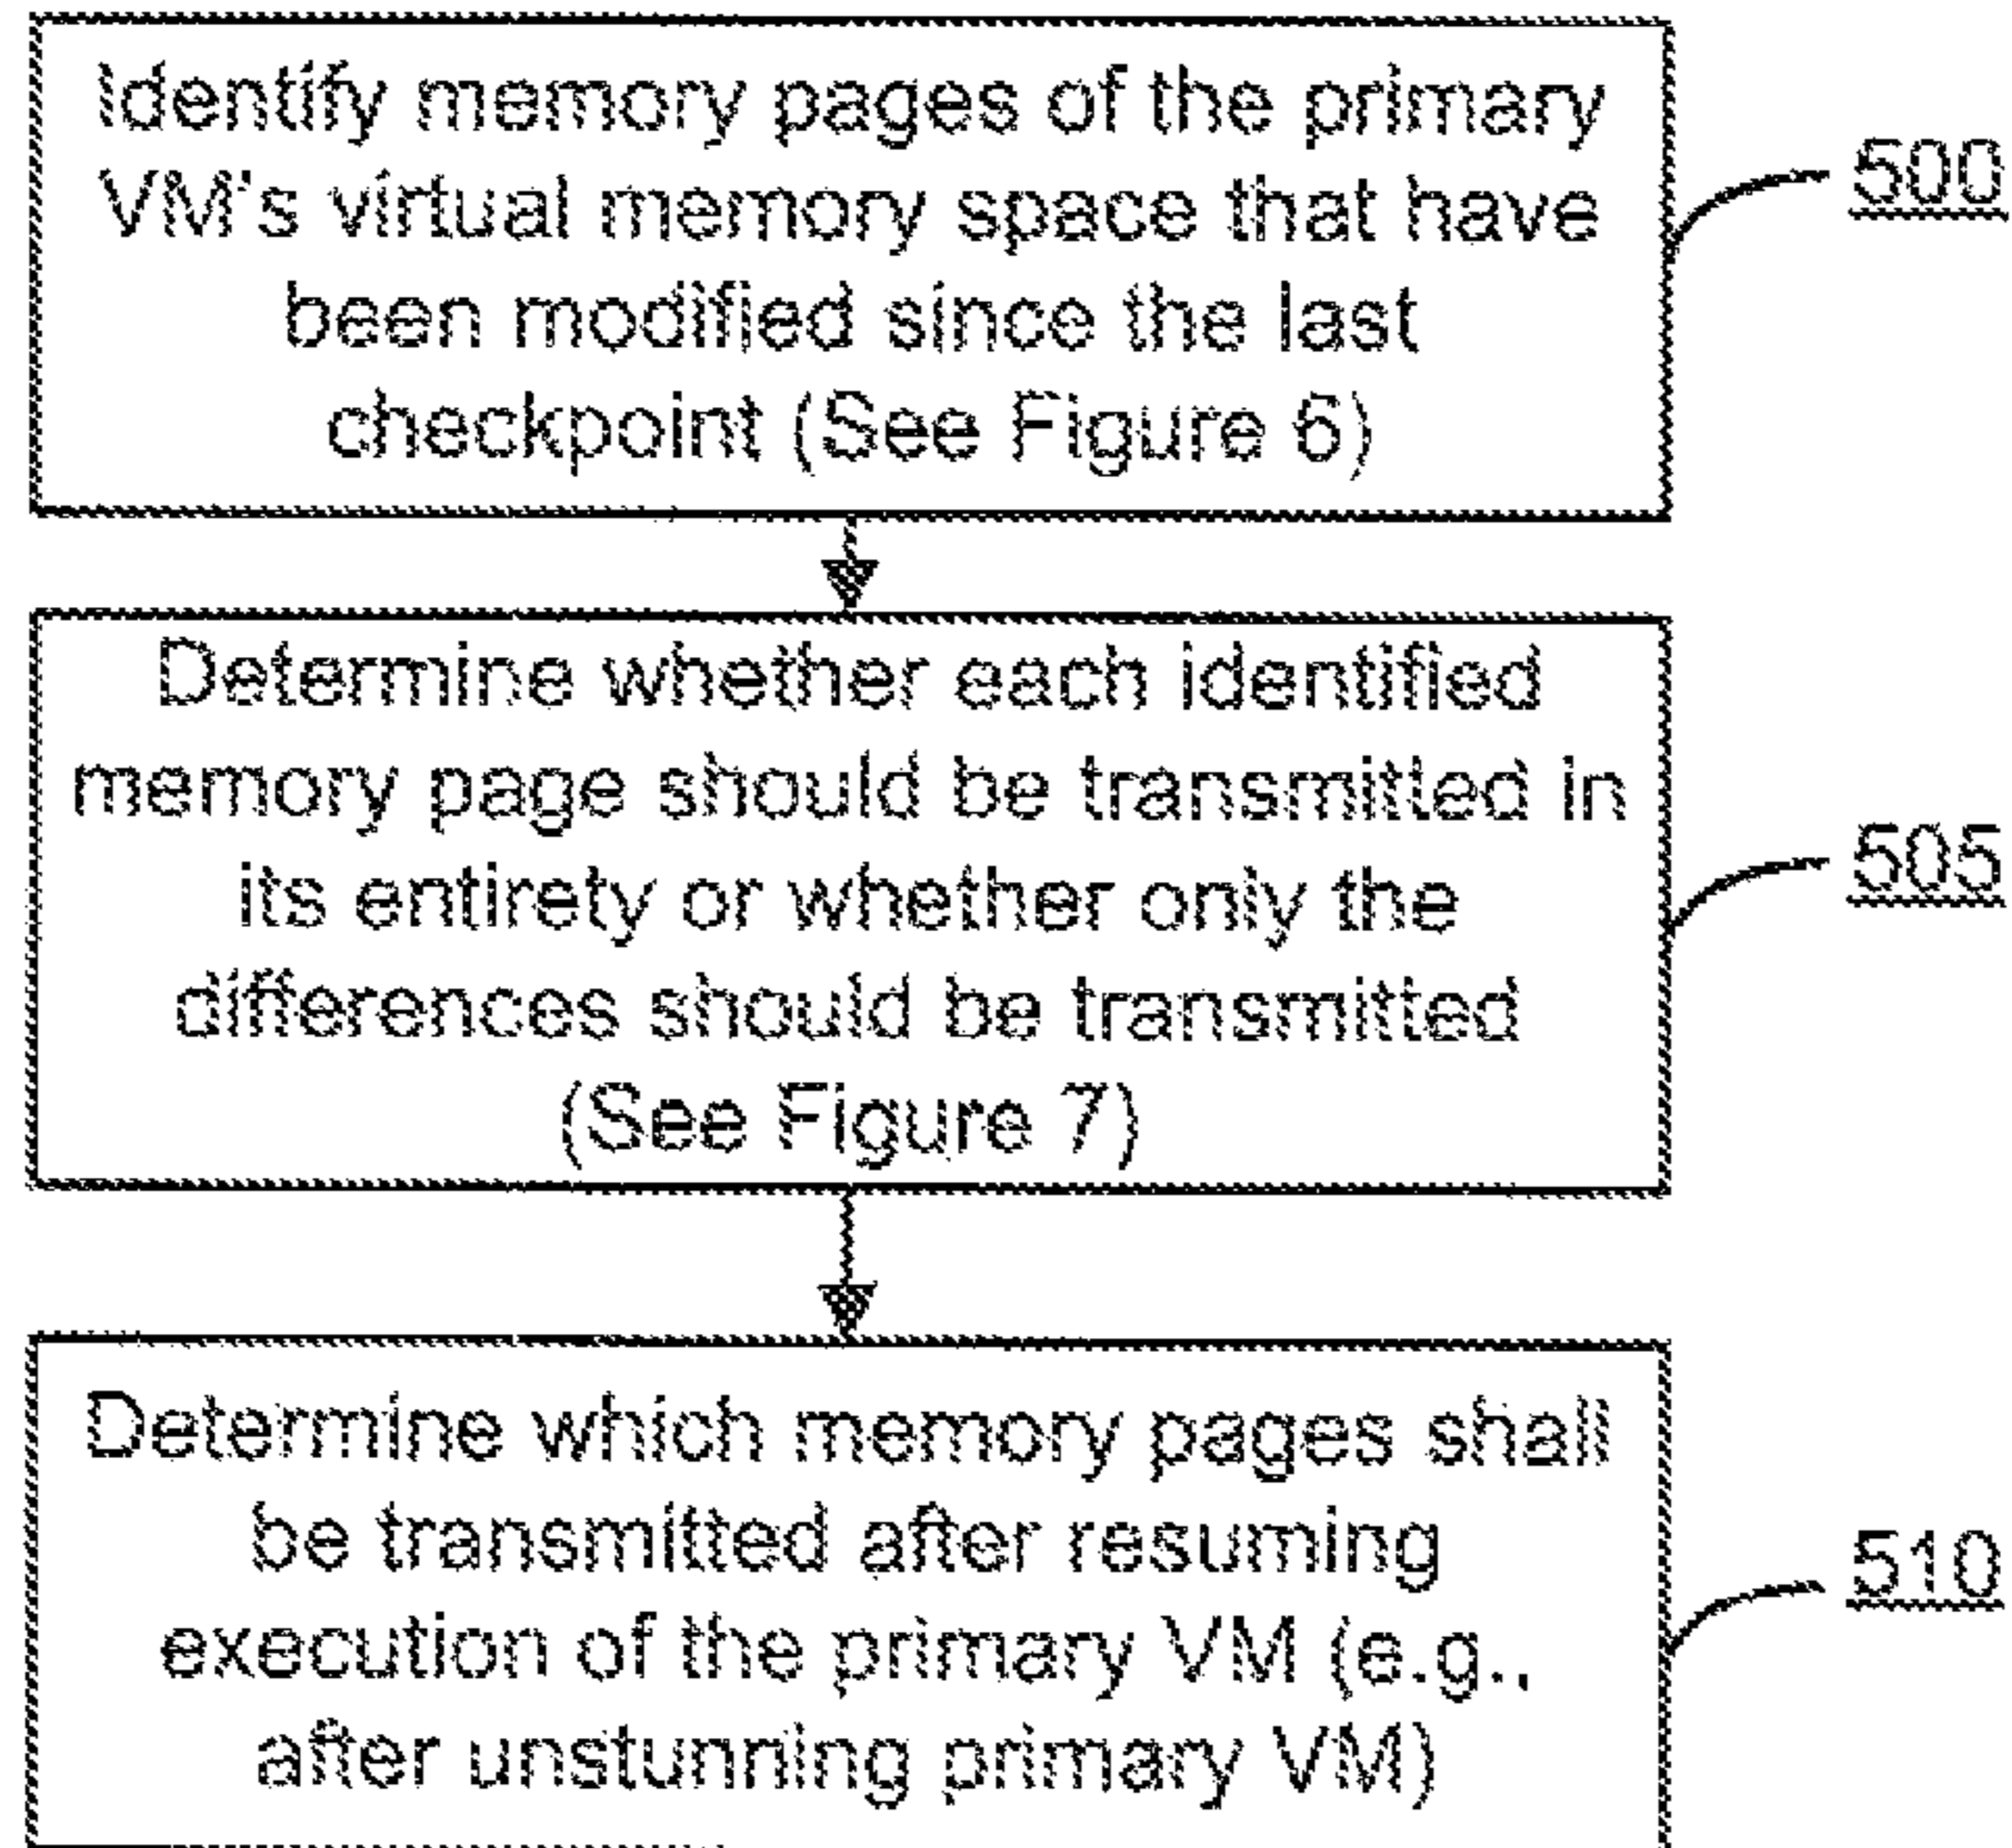 Identify memory pages of the primary
VM's virtual memory space that have
been modified since the last
checkpoint (See Figure 6)
500
Determine whether each identified
memory page should be transmitted in
its entirety or whether only the
differences should be transmitted
(See Figure 7)
505
Determine which memory pages shall
be transmitted after resuming
execution of the primary VM (e.g.,
after unstunning primary VM)
510